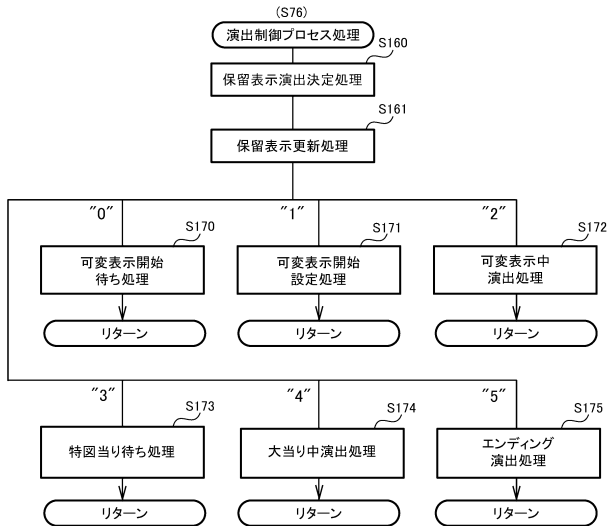 (S76)
演出制御プロセス処理
S160
保留表示演出決定処理
S161
保留表示更新処理
"0"
"1"
"2"
S170
可変表示開始
待ち処理
S171
可変表示開始
設定処理
S172
可変表示中
演出処理
リターン
リターン
リターン
"3"
"4"
"5"
S173
特図当り待ち処理
S174
大当り中演出処理
S175
エンディング
演出処理
リターン
リターン
リターン